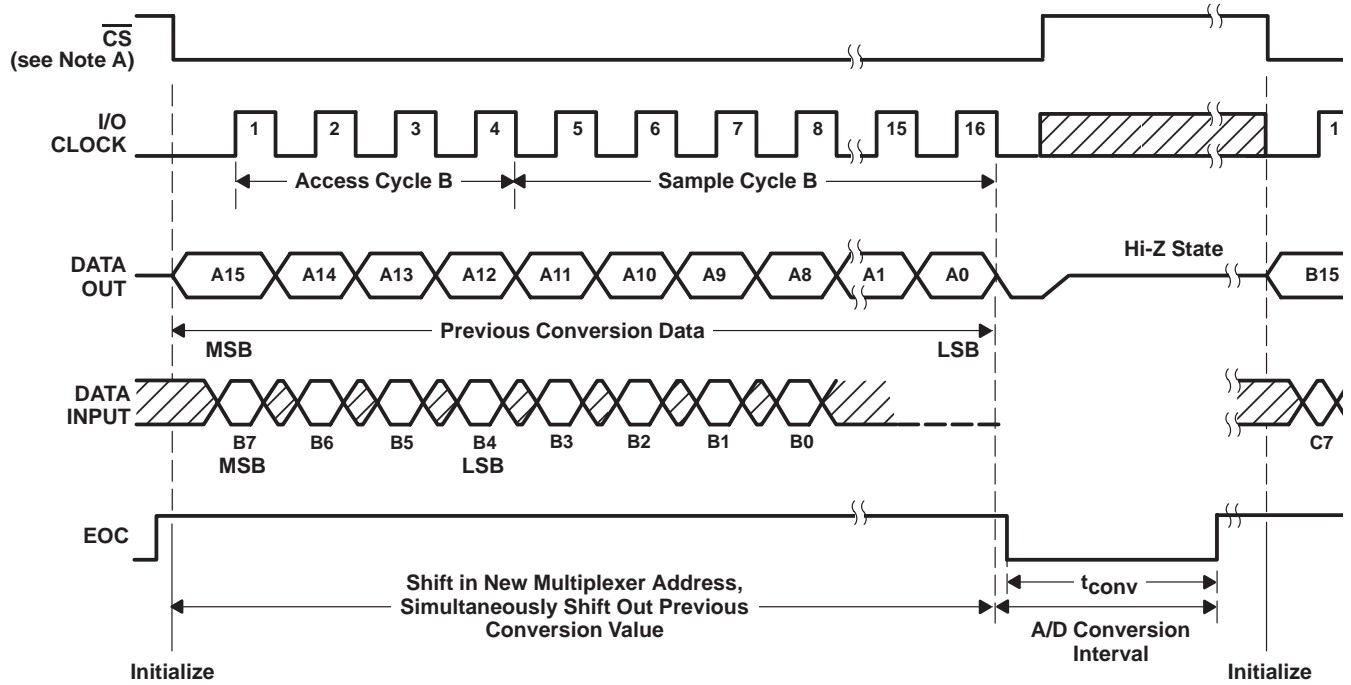 CS
(see Note A)
I/O
CLOCK
1 2 3 4 5 6 7 8 15 16 1
Access Cycle B Sample Cycle B
Hi-Z State
DATA
OUT
A15 A14 A13 A12 A11 A10 A9 A8 A1 A0 B15
Previous Conversion Data
MSB LSB
DATA
INPUT
B7 B6 B5 B4 B3 B2 B1 B0 C7
MSB LSB
EOC
Shift in New Multiplexer Address,
Simultaneously Shift Out Previous
Conversion Value
tconv
A/D Conversion
Interval
Initialize Initialize